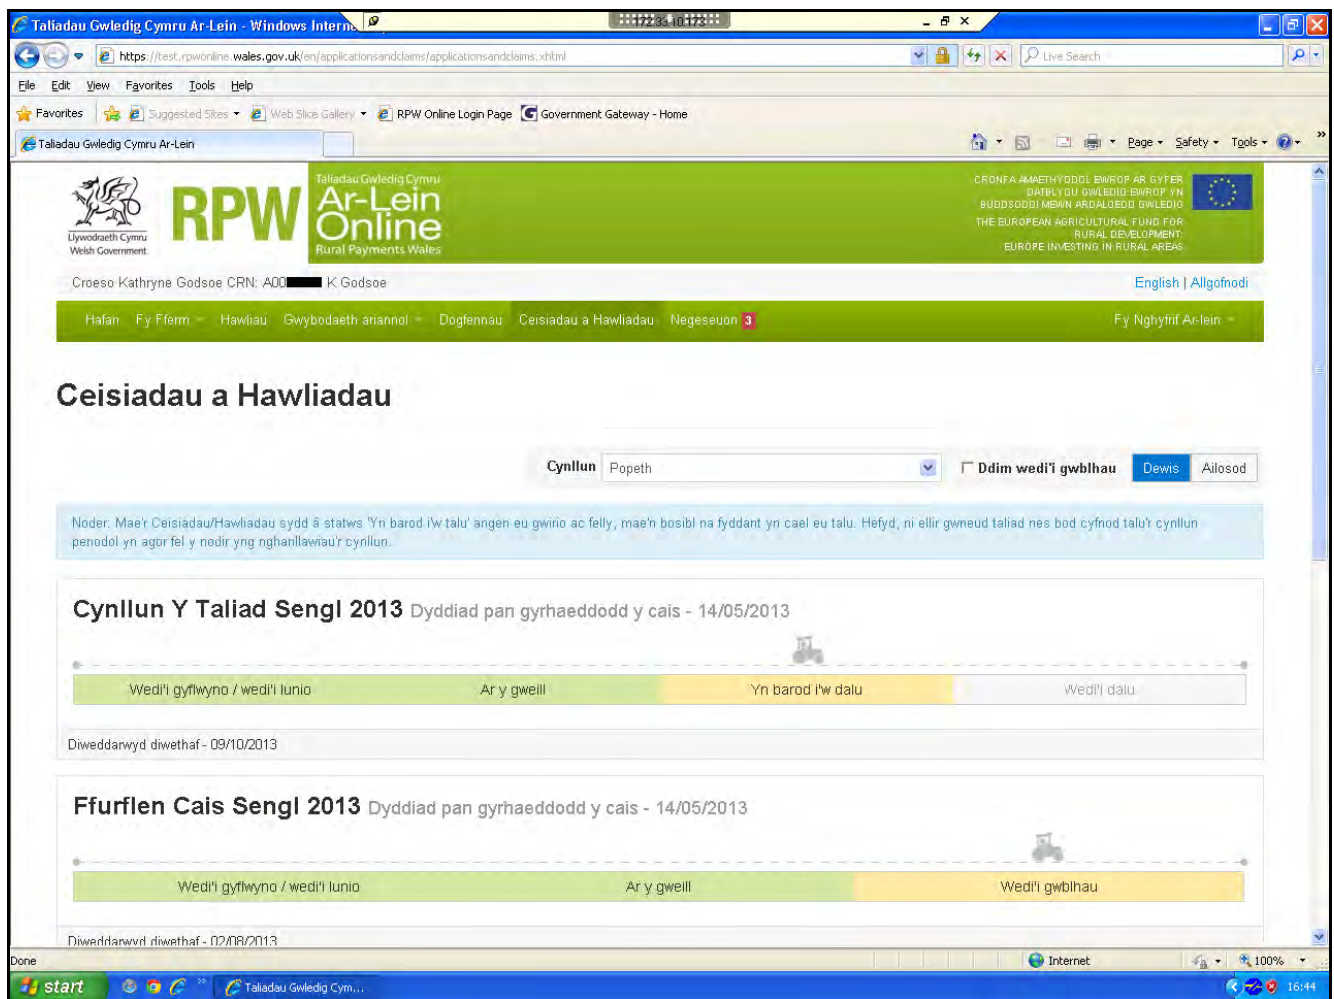 Taliadau Gwledig Cymru Ar-Lein - Windows Interne
172.33.10.173
https://test.rpwonline.wales.gov.uk/en/applicationsandclaims/applicationsandclaims.xhtml
Live Search
File Edit View Favorites Tools Help
Favorites Suggested Sites Web Slice Gallery RPW Online Login Page Government Gateway - Home
Taliadau Gwledig Cymru Ar-Lein
Page Safety Tools »
Llywodraeth Cymru
Welsh Government
RPW
Taliadau Gwledig Cymru
Ar-Lein
Online
Rural Payments Wales
CRONFA AMAETHYDDOL EWROP AR GYFER
DATBLYGU GWLEDIG: EWROP YN
BUDDSODDI MEWN ARDALOEDD GWLEDIG
THE EUROPEAN AGRICULTURAL FUND FOR
RURAL DEVELOPMENT:
EUROPE INVESTING IN RURAL AREAS
Croeso Kathryne Godsoe CRN: A00 K Godsoe
English | Allgofnodi
Hafan Fy Fferm Hawliau Gwybodaeth ariannol Dogfennau Ceisiadau a Hawliadau Negeseuon 3 Fy Nghyfrif Ar-lein
Ceisiadau a Hawliadau
Cynllun Popeth Ddim wedi'i gwblhau Dewis Ailosod
Noder: Mae'r Ceisiadau/Hawliadau sydd â statws 'Yn barod i'w talu' angen eu gwirio ac felly, mae'n bosibl na fyddant yn cael eu talu. Hefyd, ni ellir gwneud taliad nes bod cyfnod talu'r cynllun
penodol yn agor fel y nodir yng nghanllawiau'r cynllun.
Cynllun Y Taliad Sengl 2013 Dyddiad pan gyrhaeddodd y cais - 14/05/2013
Wedi'i gyflwyno / wedi'i lunio Ar y gweill Yn barod i'w dalu Wedi'i dalu
Diweddarwyd diwethaf - 09/10/2013
Ffurflen Cais Sengl 2013 Dyddiad pan gyrhaeddodd y cais - 14/05/2013
Wedi'i gyflwyno / wedi'i lunio Ar y gweill Wedi'i gwblhau
Diweddarwyd diwethaf - 02/08/2013
Done Internet 100%
start » Taliadau Gwledig Cym... 16:44